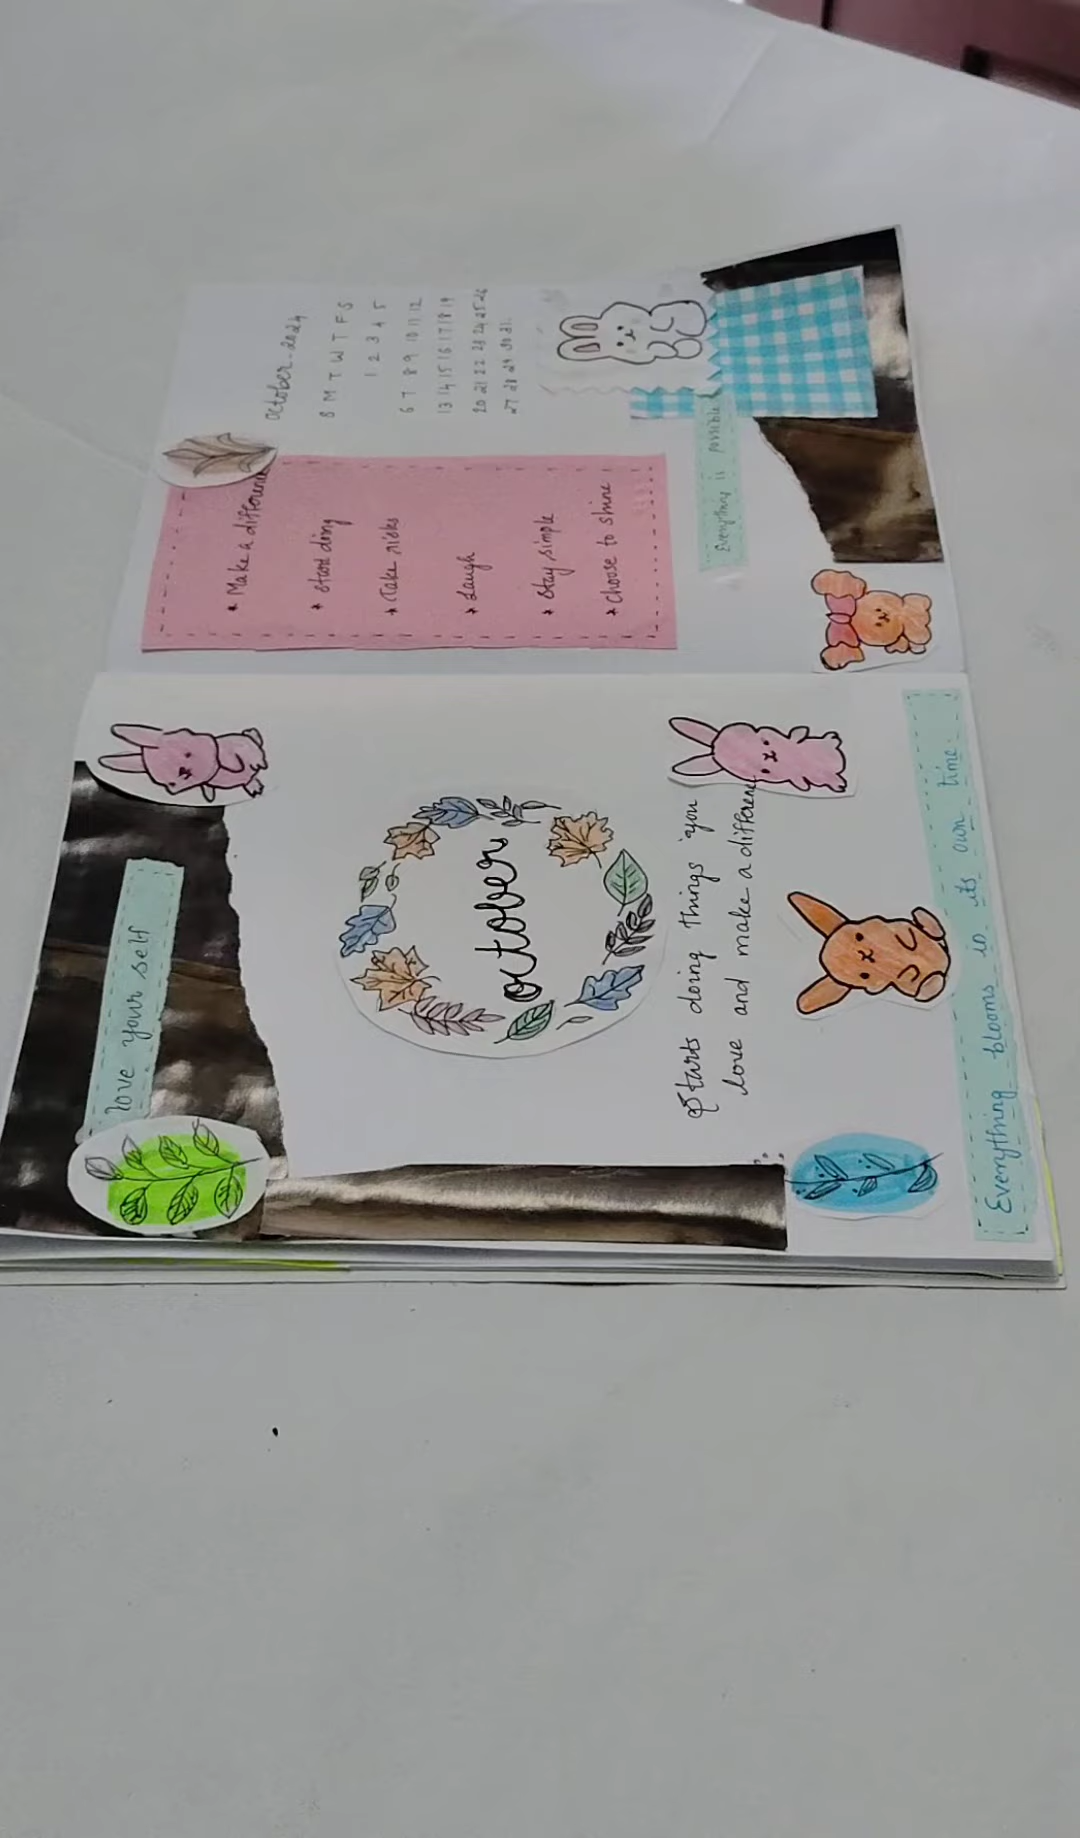 love your self
october
Starts doing things you
love and make a difference
Everything blooms in its own time.
* Make a difference
* Start doing
* Take risks
* Laugh
* Stay simple
* Choose to shine
October-2024
S M T W T F S
1 2 3 4 5
6 7 8 9 10 11 12
13 14 15 16 17 18 19
20 21 22 23 24 25 26
27 28 29 30 31.
Everything is possible